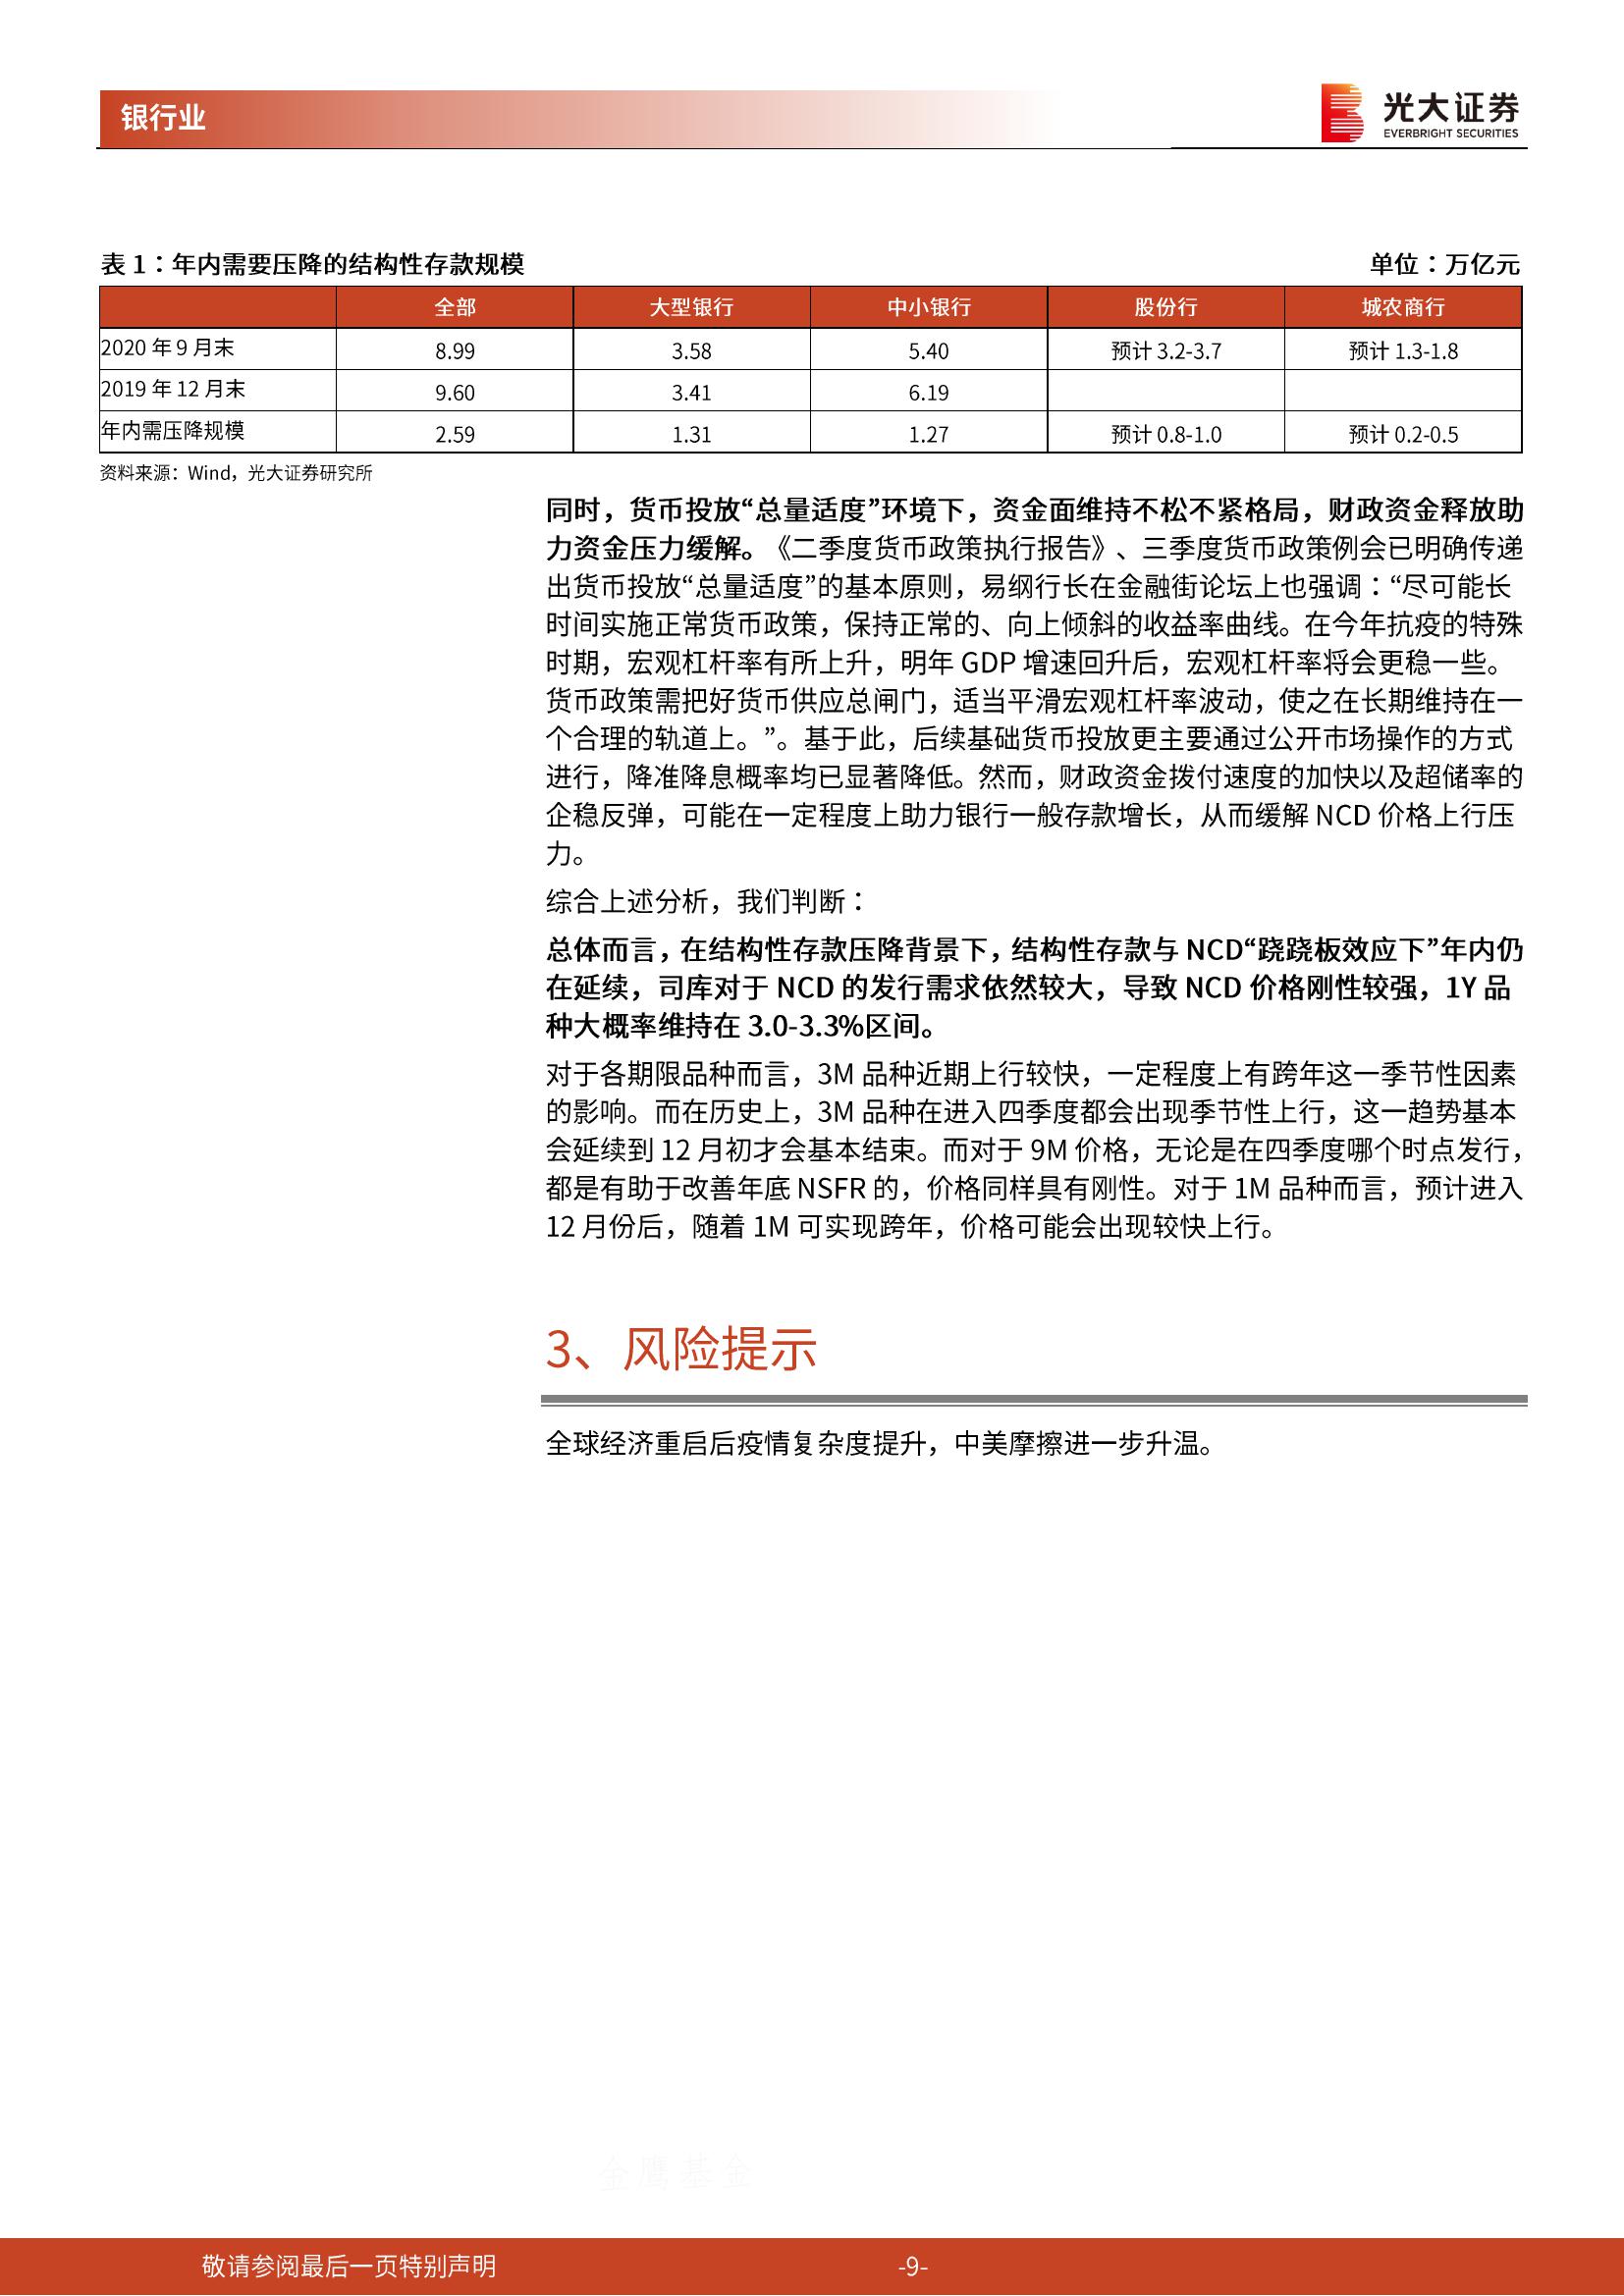 银行业
光大证券
EVERBRIGHT SECURITIES
表 1：年内需要压降的结构性存款规模 单位：万亿元
全部 大型银行 中小银行 股份行 城农商行
2020 年 9 月末 8.99 3.58 5.40 预计 3.2-3.7 预计 1.3-1.8
2019 年 12 月末 9.60 3.41 6.19
年内需压降规模 2.59 1.31 1.27 预计 0.8-1.0 预计 0.2-0.5
资料来源：Wind，光大证券研究所
同时，货币投放“总量适度”环境下，资金面维持不松不紧格局，财政资金释放助
力资金压力缓解。《二季度货币政策执行报告》、三季度货币政策例会已明确传递
出货币投放“总量适度”的基本原则，易纲行长在金融街论坛上也强调：“尽可能长
时间实施正常货币政策，保持正常的、向上倾斜的收益率曲线。在今年抗疫的特殊
时期，宏观杠杆率有所上升，明年 GDP 增速回升后，宏观杠杆率将会更稳一些。
货币政策需把好货币供应总闸门，适当平滑宏观杠杆率波动，使之在长期维持在一
个合理的轨道上。”。基于此，后续基础货币投放更主要通过公开市场操作的方式
进行，降准降息概率均已显著降低。然而，财政资金拨付速度的加快以及超储率的
企稳反弹，可能在一定程度上助力银行一般存款增长，从而缓解 NCD 价格上行压
力。
综合上述分析，我们判断：
总体而言，在结构性存款压降背景下，结构性存款与 NCD“跷跷板效应下”年内仍
在延续，司库对于 NCD 的发行需求依然较大，导致 NCD 价格刚性较强，1Y 品
种大概率维持在 3.0-3.3%区间。
对于各期限品种而言，3M 品种近期上行较快，一定程度上有跨年这一季节性因素
的影响。而在历史上，3M 品种在进入四季度都会出现季节性上行，这一趋势基本
会延续到 12 月初才会基本结束。而对于 9M 价格，无论是在四季度哪个时点发行，
都是有助于改善年底 NSFR 的，价格同样具有刚性。对于 1M 品种而言，预计进入
12 月份后，随着 1M 可实现跨年，价格可能会出现较快上行。
3、风险提示
全球经济重启后疫情复杂度提升，中美摩擦进一步升温。
金鹰基金
敬请参阅最后一页特别声明 -9-